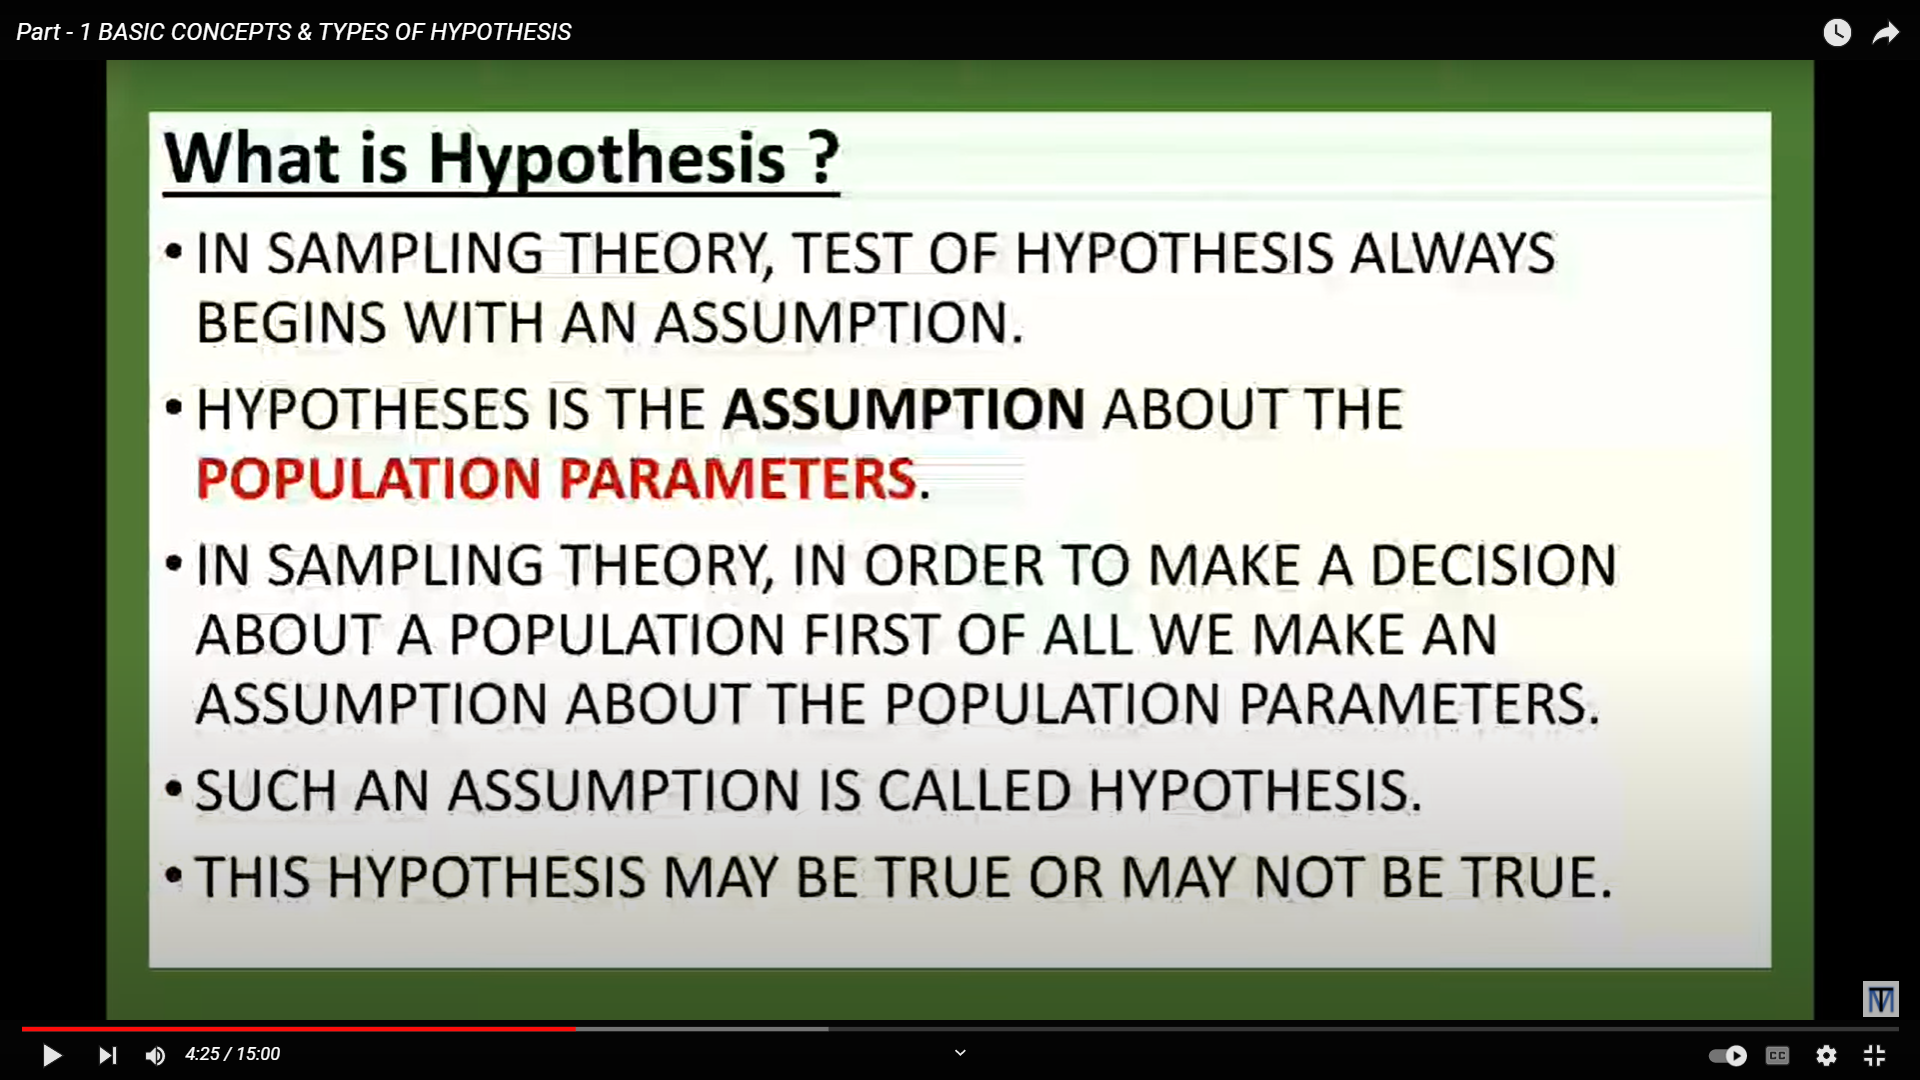 Part - 1 BASIC CONCEPTS & TYPES OF HYPOTHESIS
What is Hypothesis ?
• IN SAMPLING THEORY, TEST OF HYPOTHESIS ALWAYS
BEGINS WITH AN ASSUMPTION.
• HYPOTHESES IS THE ASSUMPTION ABOUT THE
POPULATION PARAMETERS.
• IN SAMPLING THEORY, IN ORDER TO MAKE A DECISION
ABOUT A POPULATION FIRST OF ALL WE MAKE AN
ASSUMPTION ABOUT THE POPULATION PARAMETERS.
• SUCH AN ASSUMPTION IS CALLED HYPOTHESIS.
• THIS HYPOTHESIS MAY BE TRUE OR MAY NOT BE TRUE.
TM
4:25 / 15:00
CC